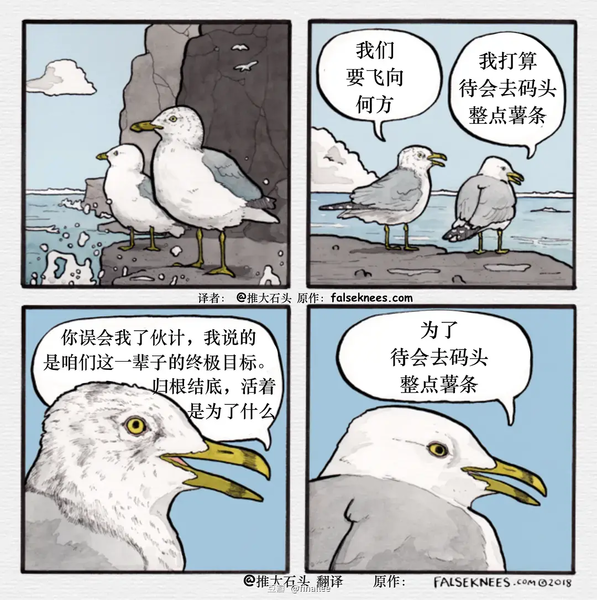 我们
要飞向
何方
我打算
待会去码头
整点薯条
译者： @推大石头 原作： falseknees.com
你误会我了伙计，我说的
是咱们这一辈子的终极目标。
归根结底，活着
是为了什么
为了
待会去码头
整点薯条
@推大石头 翻译 原作： FALSEKNEES.COM©2018